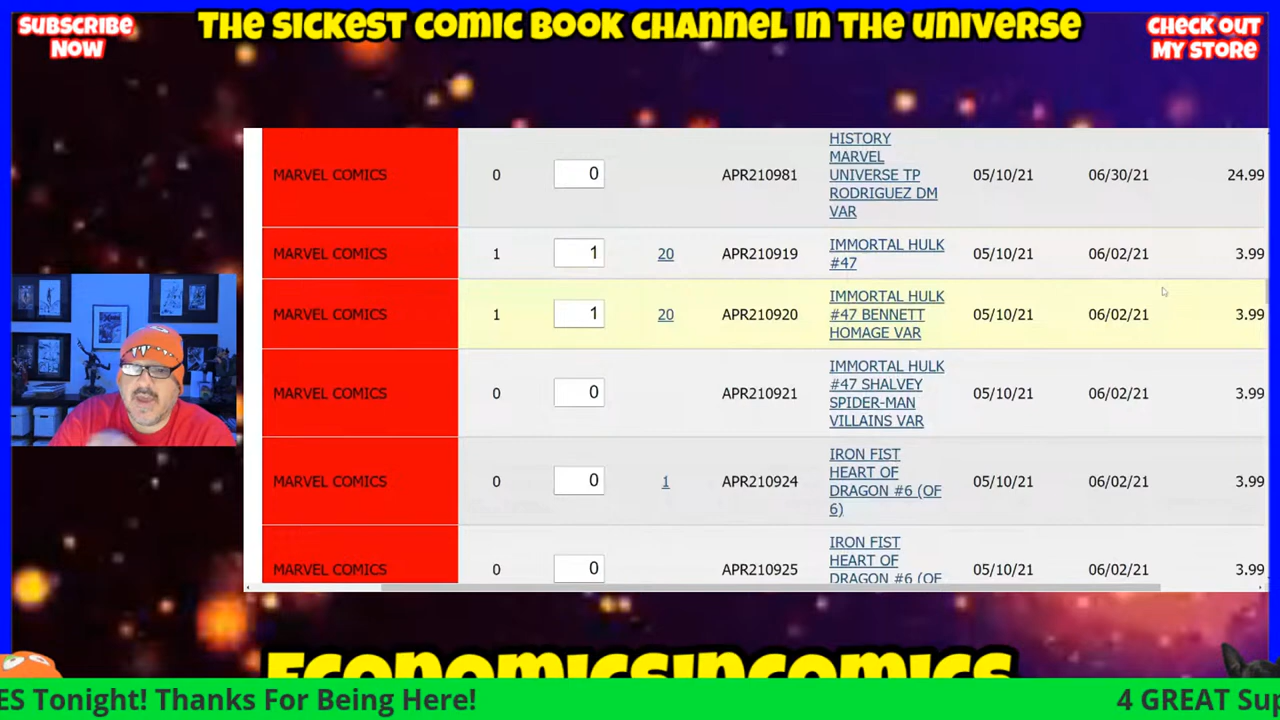 SUBSCRIBE
NOW
THE SICKEST COMIC BOOK CHANNEL IN THE UNIVERSE
CHECK OUT
MY STORE
MARVEL COMICS 0 0 APR210981 HISTORY
MARVEL
UNIVERSE TP
RODRIGUEZ DM
VAR 05/10/21 06/30/21 24.99
MARVEL COMICS 1 1 20 APR210919 IMMORTAL HULK
#47 05/10/21 06/02/21 3.99
MARVEL COMICS 1 1 20 APR210920 IMMORTAL HULK
#47 BENNETT
HOMAGE VAR 05/10/21 06/02/21 3.99
MARVEL COMICS 0 0 APR210921 IMMORTAL HULK
#47 SHALVEY
SPIDER-MAN
VILLAINS VAR 05/10/21 06/02/21 3.99
MARVEL COMICS 0 0 1 APR210924 IRON FIST
HEART OF
DRAGON #6 (OF
6) 05/10/21 06/02/21 3.99
MARVEL COMICS 0 0 APR210925 IRON FIST
HEART OF
DRAGON #6 (OF 05/10/21 06/02/21 3.99
ECONOMICSINCOMICS
ES Tonight! Thanks For Being Here! 4 GREAT Sup